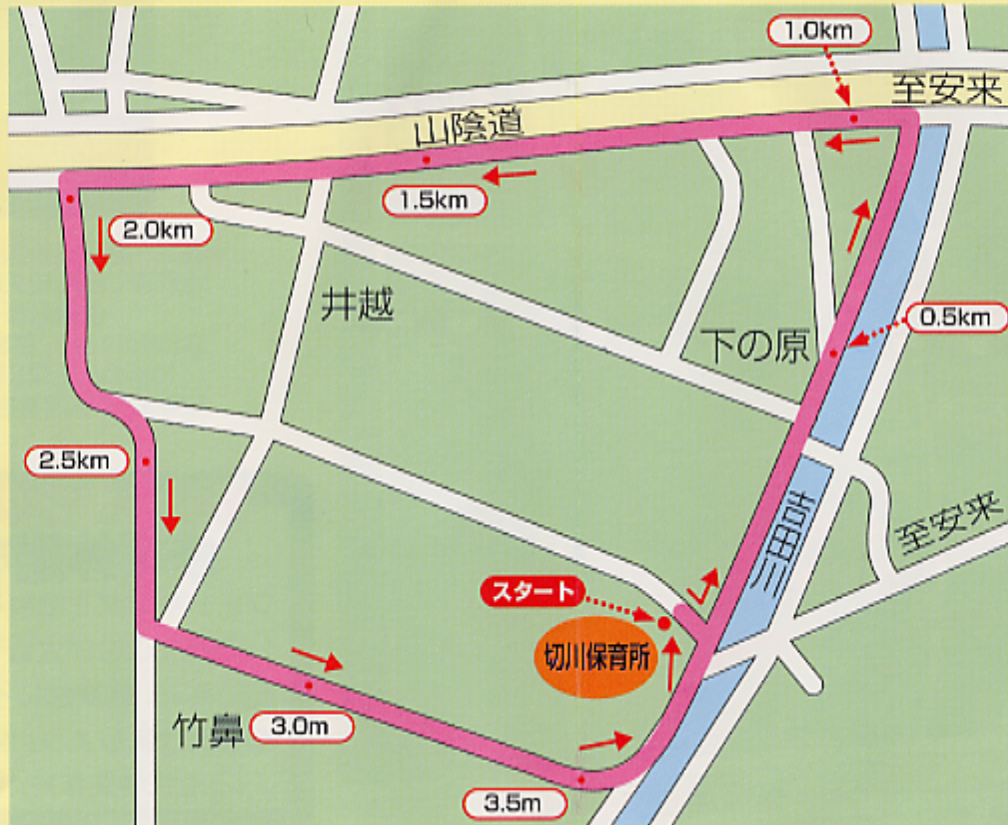 1.0km
至安来
山陰道
1.5km
2.0km
井越
0.5km
下の原
2.5km
吉田川
至安来
スタート
切川保育所
竹鼻
3.0m
3.5m